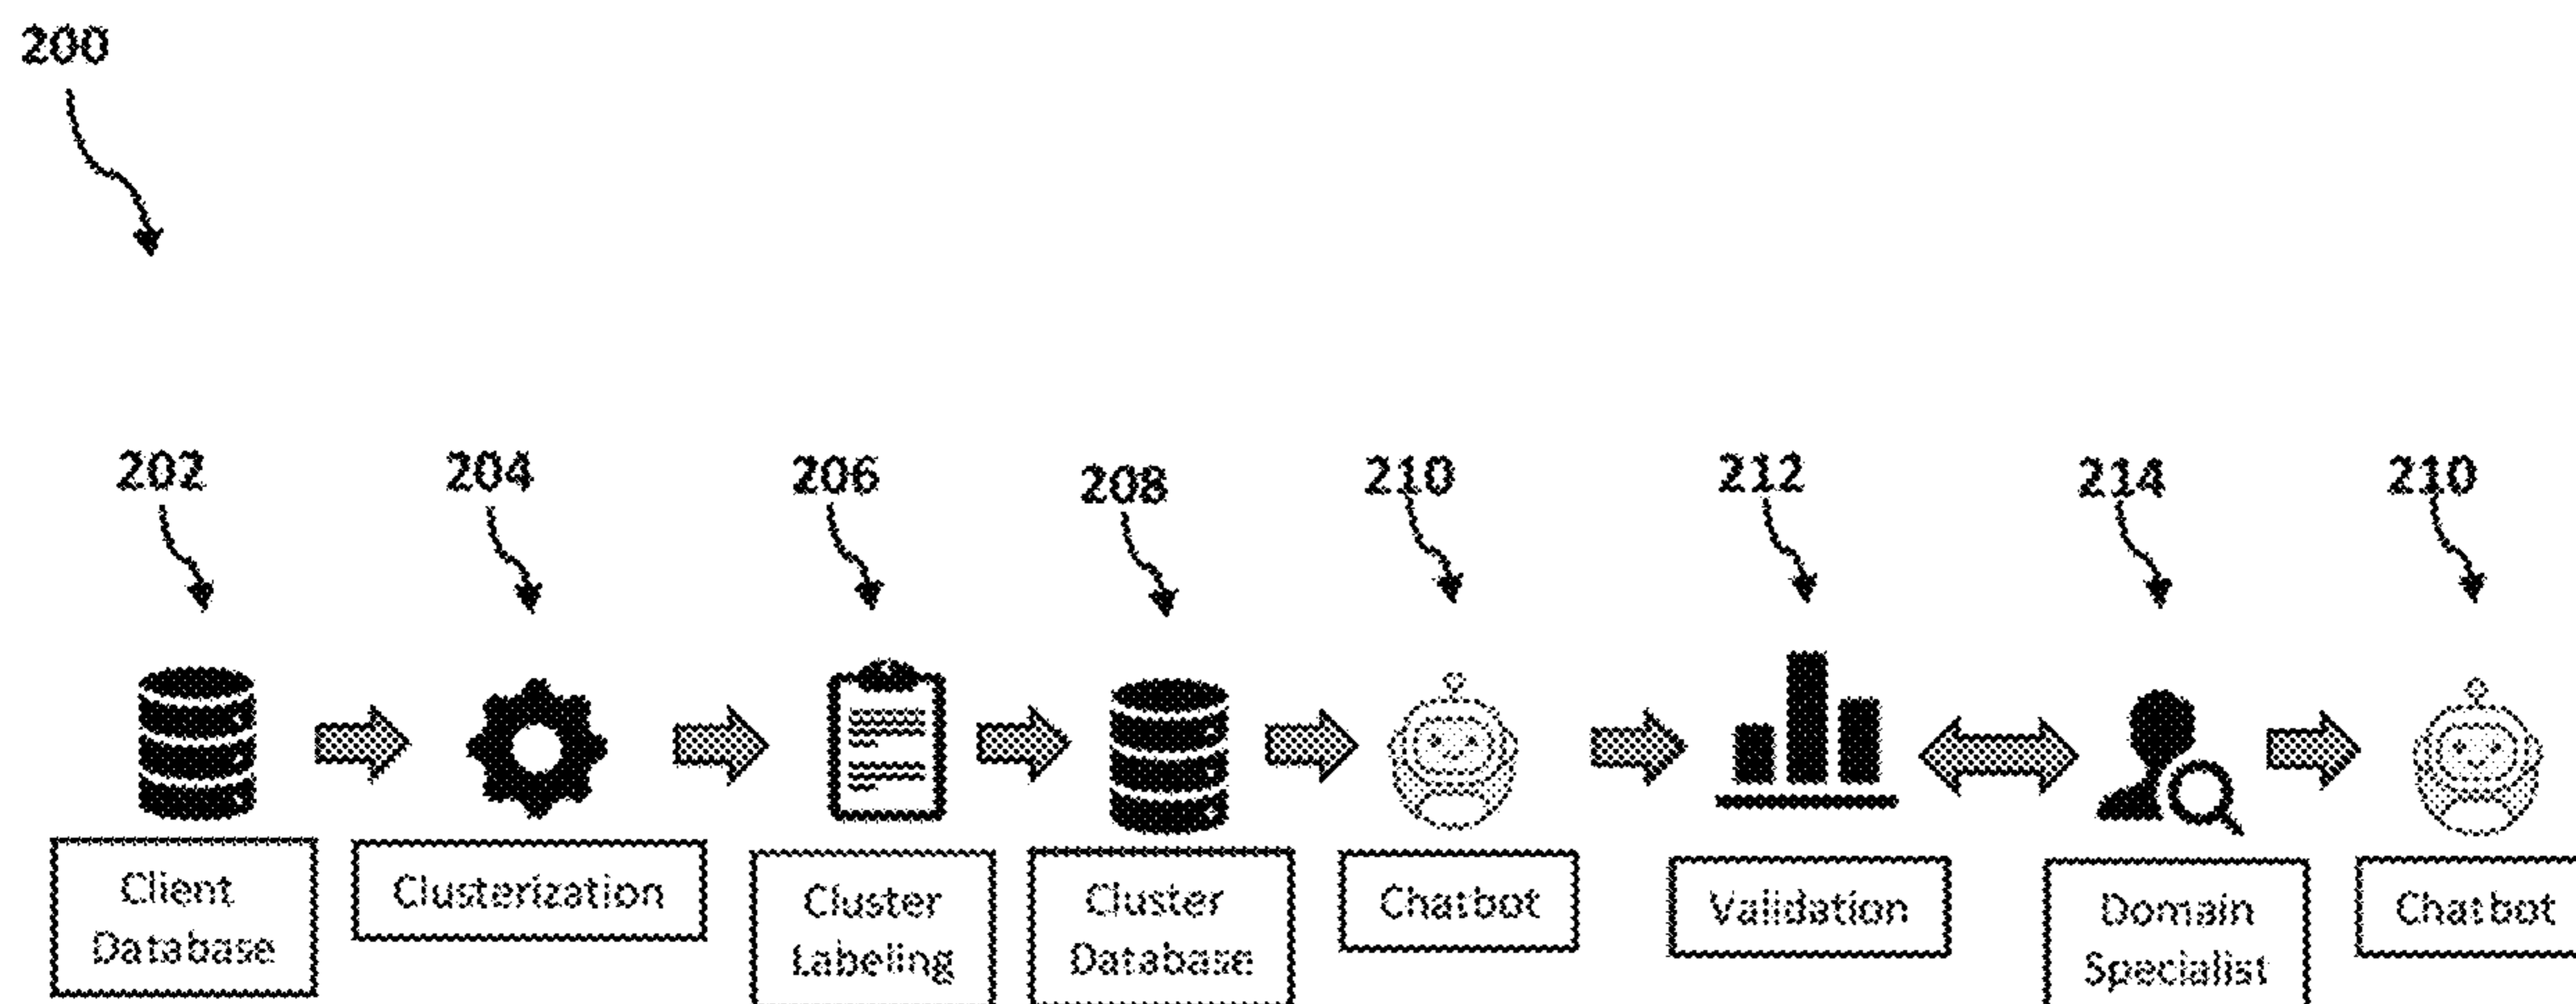 200
202
204
206
208
210
212
214
210
Client
Database
Clusterization
Cluster
Labeling
Cluster
Database
Chatbot
Validation
Domain
Specialist
Chatbot